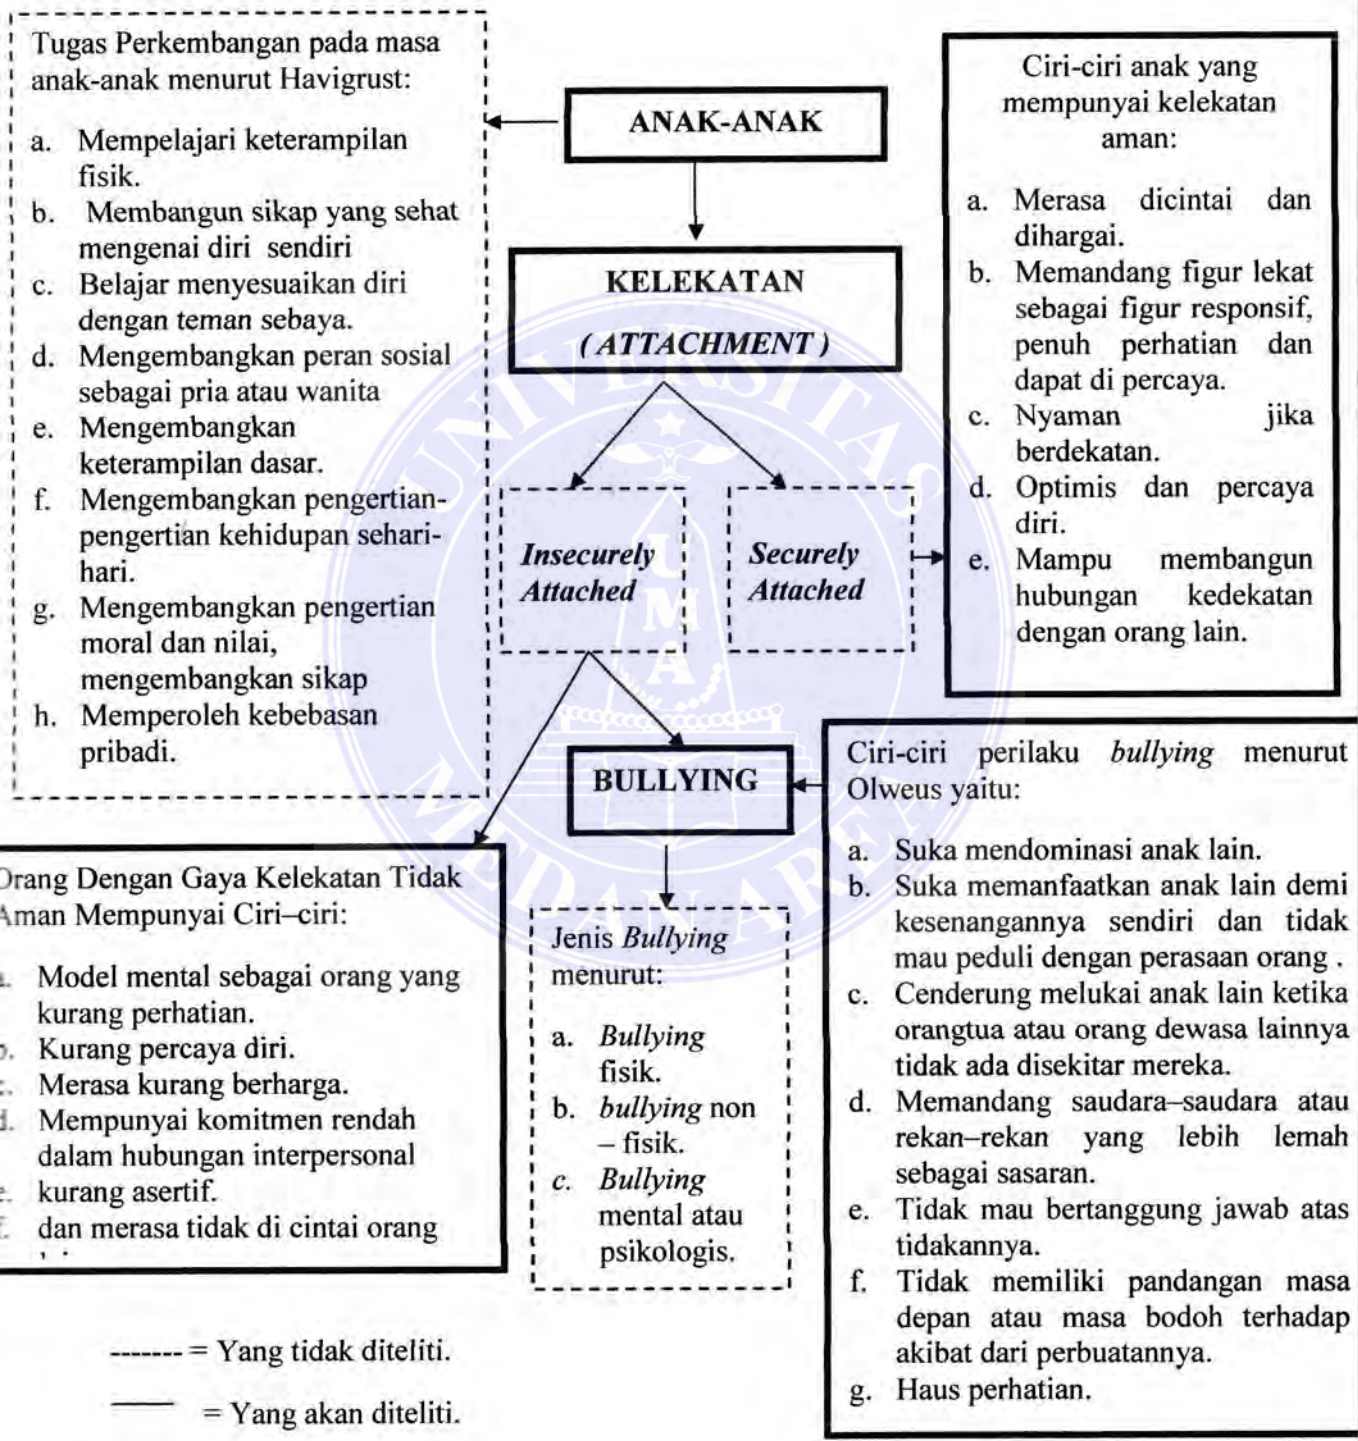 Tugas Perkembangan pada masa
anak-anak menurut Havigrust:
a. Mempelajari keterampilan
fisik.
b. Membangun sikap yang sehat
mengenai diri sendiri
c. Belajar menyesuaikan diri
dengan teman sebaya.
d. Mengembangkan peran sosial
sebagai pria atau wanita
e. Mengembangkan
keterampilan dasar.
f. Mengembangkan pengertian-
pengertian kehidupan sehari-
hari.
g. Mengembangkan pengertian
moral dan nilai,
mengembangkan sikap
h. Memperoleh kebebasan
pribadi.
ANAK-ANAK
KELEKATAN
( ATTACHMENT )
Insecurely
Attached
Securely
Attached
Ciri-ciri anak yang
mempunyai kelekatan
aman:
a. Merasa dicintai dan
dihargai.
b. Memandang figur lekat
sebagai figur responsif,
penuh perhatian dan
dapat di percaya.
c. Nyaman jika
berdekatan.
d. Optimis dan percaya
diri.
e. Mampu membangun
hubungan kedekatan
dengan orang lain.
BULLYING
Ciri-ciri perilaku bullying menurut
Olweus yaitu:
a. Suka mendominasi anak lain.
b. Suka memanfaatkan anak lain demi
kesenangannya sendiri dan tidak
mau peduli dengan perasaan orang .
c. Cenderung melukai anak lain ketika
orangtua atau orang dewasa lainnya
tidak ada disekitar mereka.
d. Memandang saudara–saudara atau
rekan–rekan yang lebih lemah
sebagai sasaran.
e. Tidak mau bertanggung jawab atas
tidakannya.
f. Tidak memiliki pandangan masa
depan atau masa bodoh terhadap
akibat dari perbuatannya.
g. Haus perhatian.
Orang Dengan Gaya Kelekatan Tidak
Aman Mempunyai Ciri–ciri:
Model mental sebagai orang yang
kurang perhatian.
Kurang percaya diri.
Merasa kurang berharga.
Mempunyai komitmen rendah
dalam hubungan interpersonal
kurang asertif.
dan merasa tidak di cintai orang
Jenis Bullying
menurut:
a. Bullying
fisik.
b. bullying non
– fisik.
c. Bullying
mental atau
psikologis.
------- = Yang tidak diteliti.
—— = Yang akan diteliti.
UNIVERSITAS
MEDAN AREA
UMA